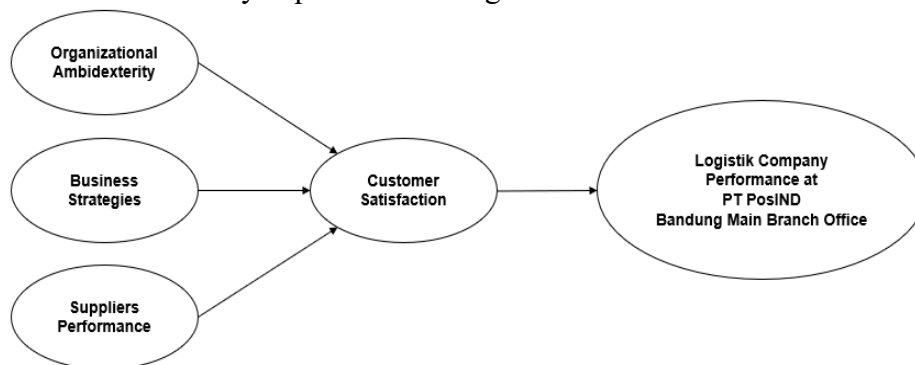 Organizational
Ambidexterity
Business
Strategies
Suppliers
Performance
Customer
Satisfaction
Logistik Company
Performance at
PT PosIND
Bandung Main Branch Office